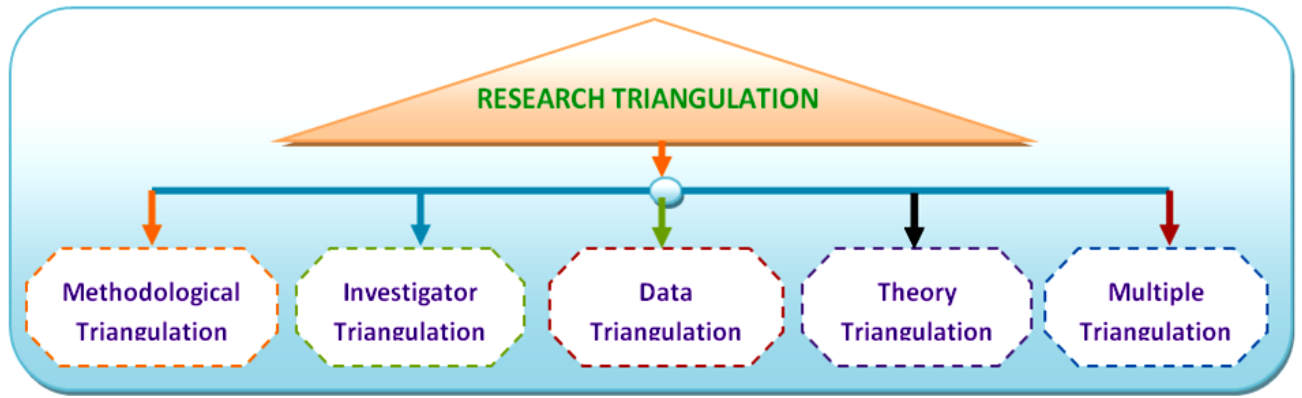 RESEARCH TRIANGULATION
Methodological
Triangulation
Investigator
Triangulation
Data
Triangulation
Theory
Triangulation
Multiple
Triangulation